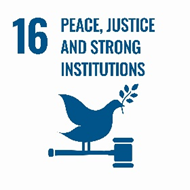 16 PEACE, JUSTICE
AND STRONG
INSTITUTIONS